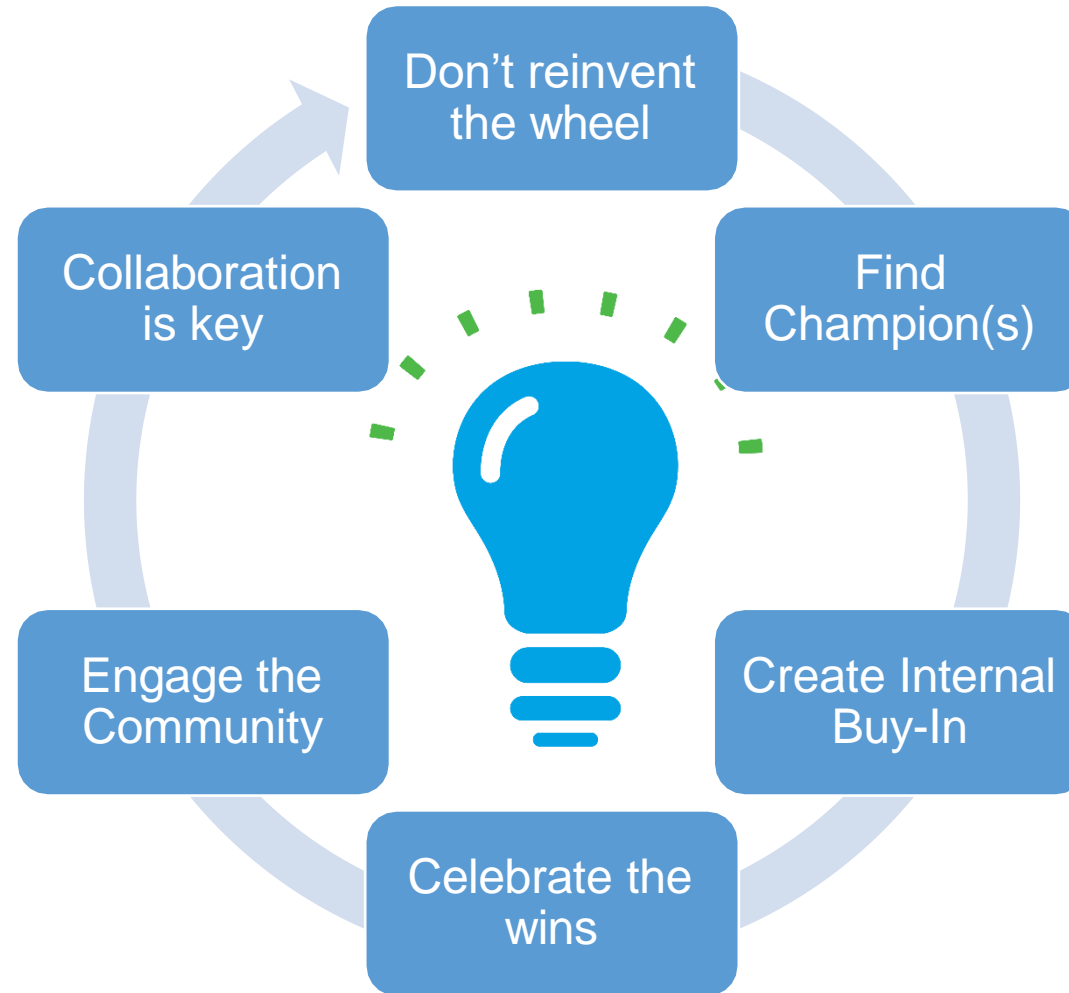 Don’t reinvent
the wheel
Find
Champion(s)
Create Internal
Buy-In
Celebrate the
wins
Engage the
Community
Collaboration
is key